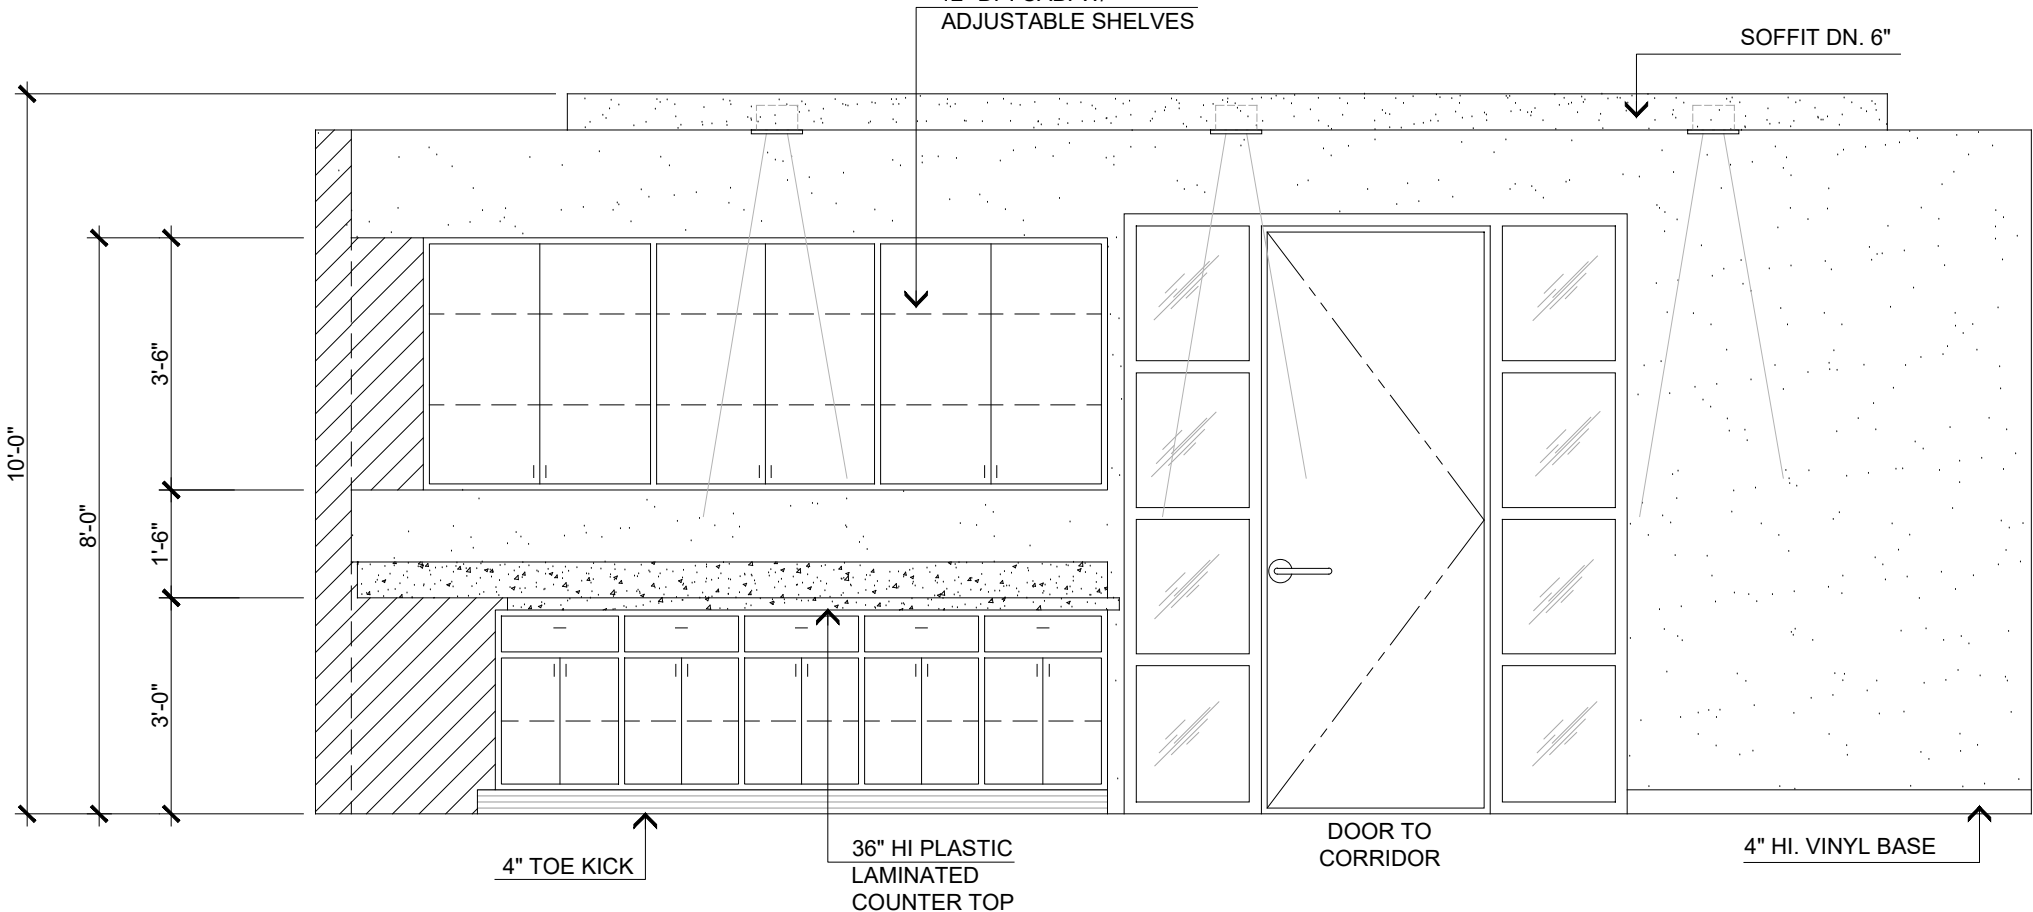 ADJUSTABLE SHELVES
SOFFIT DN. 6"
10'-0"
8'-0"
3'-6"
1'-6"
3'-0"
4" TOE KICK
36" HI PLASTIC
LAMINATED
COUNTER TOP
DOOR TO
CORRIDOR
4" HI. VINYL BASE